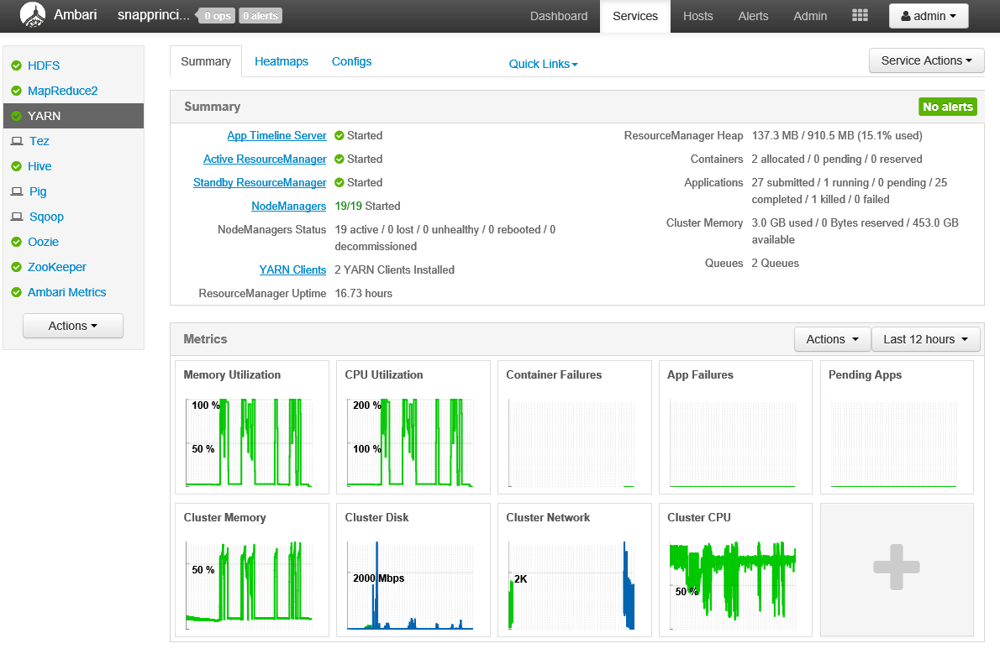 Ambari snapprinci... 0 ops 0 alerts Dashboard Services Hosts Alerts Admin admin
HDFS
MapReduce2
YARN
Tez
Hive
Pig
Sqoop
Oozie
ZooKeeper
Ambari Metrics
Actions
Summary Heatmaps Configs Quick Links Service Actions
Summary No alerts
App Timeline Server Started
Active ResourceManager Started
Standby ResourceManager Started
NodeManagers 19/19 Started
NodeManagers Status 19 active / 0 lost / 0 unhealthy / 0 rebooted / 0
decommissioned
YARN Clients 2 YARN Clients Installed
ResourceManager Uptime 16.73 hours
ResourceManager Heap 137.3 MB / 910.5 MB (15.1% used)
Containers 2 allocated / 0 pending / 0 reserved
Applications 27 submitted / 1 running / 0 pending / 25
completed / 1 killed / 0 failed
Cluster Memory 3.0 GB used / 0 Bytes reserved / 453.0 GB
available
Queues 2 Queues
Metrics Actions Last 12 hours
Memory Utilization
100 %
50 %
CPU Utilization
200 %
100 %
Container Failures
App Failures
Pending Apps
Cluster Memory
50 %
Cluster Disk
2000 Mbps
Cluster Network
2K
Cluster CPU
50 %